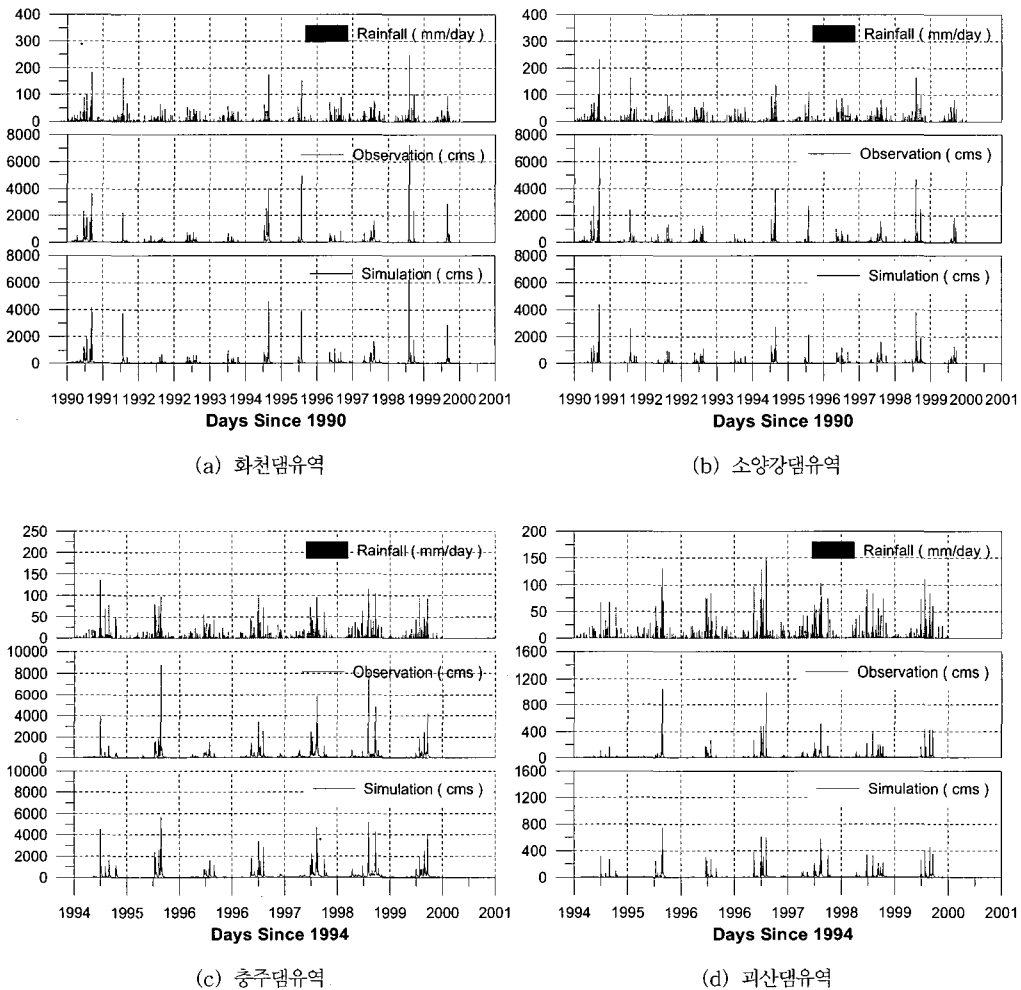 400
300
200
100
0
Rainfall ( mm/day )
8000
6000
4000
2000
0
Observation ( cms )
8000
6000
4000
2000
0
Simulation ( cms )
1990 1991 1992 1992 1993 1994 1995 1996 1997 1998 1999 2000 2001
Days Since 1990
(a) 화천댐유역
400
300
200
100
0
Rainfall ( mm/day )
8000
6000
4000
2000
0
Observation ( cms )
8000
6000
4000
2000
0
Simulation ( cms )
1990 1991 1992 1992 1993 1994 1995 1996 1997 1998 1999 2000 2001
Days Since 1990
(b) 소양강댐유역
250
200
150
100
50
0
Rainfall ( mm/day )
10000
8000
6000
4000
2000
0
Observation ( cms )
10000
8000
6000
4000
2000
0
Simulation ( cms )
1994 1995 1996 1996 1997 1998 1999 2000 2001
Days Since 1994
(c) 충주댐유역
200
150
100
50
0
Rainfall ( mm/day )
1600
1200
800
400
0
Observation ( cms )
1600
1200
800
400
0
Simulation ( cms )
1994 1995 1996 1996 1997 1998 1999 2000 2001
Days Since 1994
(d) 괴산댐유역